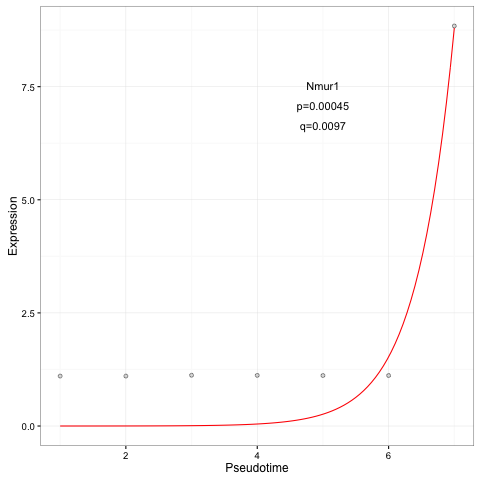 Nmur1
p=0.00045
q=0.0097
7.5
5.0
2.5
0.0
Expression
2 4 6
Pseudotime